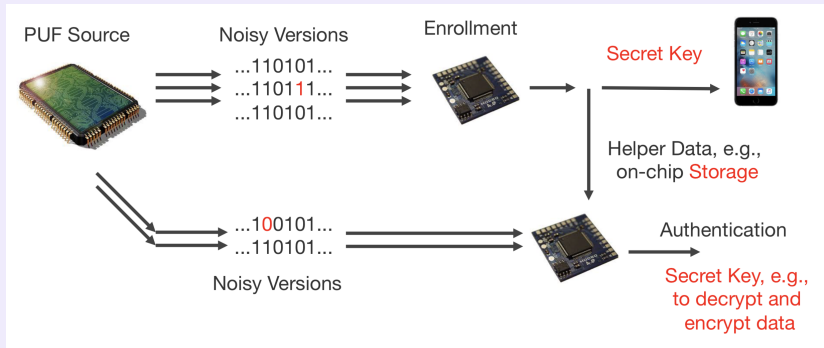 PUF Source
Noisy Versions
Enrollment
...110101...
...110111...
...110101...
Secret Key
Helper Data, e.g.,
on-chip Storage
...100101...
...110101...
Noisy Versions
Authentication
Secret Key, e.g.,
to decrypt and
encrypt data